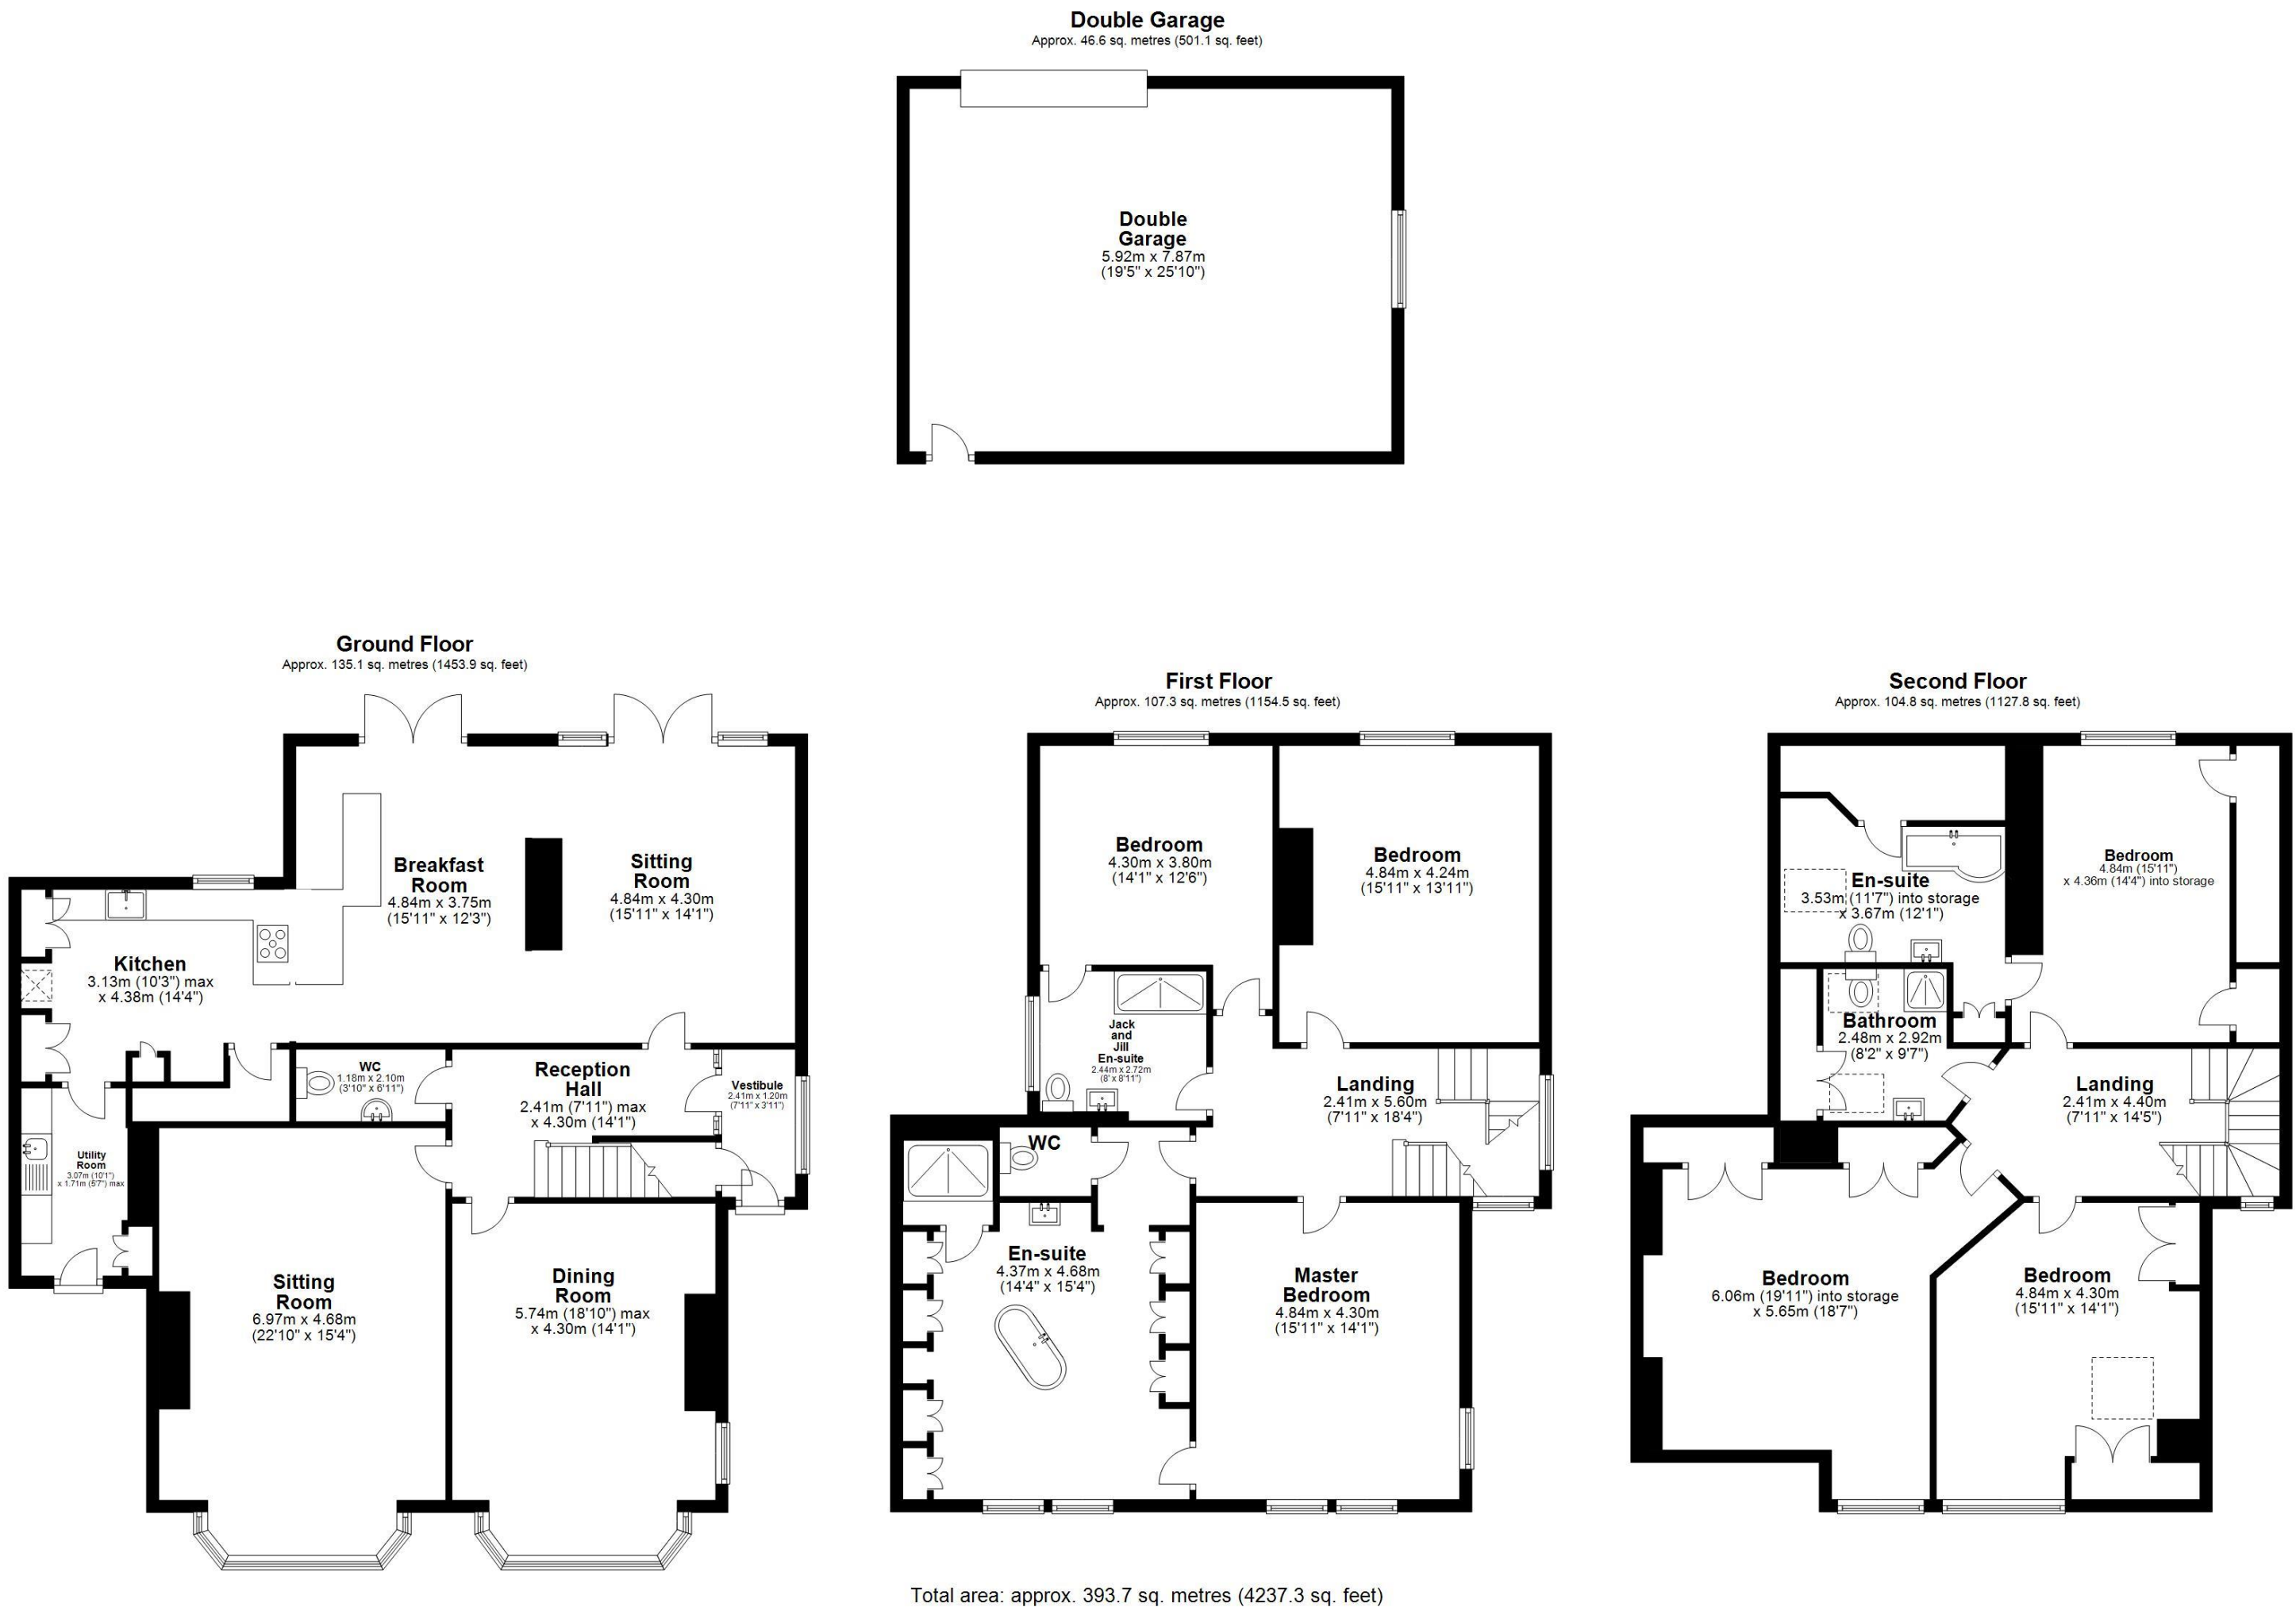 Double Garage
Approx. 46.6 sq. metres (501.1 sq. feet)
Double
Garage
5.92m x 7.87m
(19'5" x 25'10")
Ground Floor
Approx. 135.1 sq. metres (1453.9 sq. feet)
Breakfast
Room
4.84m x 3.75m
(15'11" x 12'3")
Sitting
Room
4.84m x 4.30m
(15'11" x 14'1")
Kitchen
3.13m (10'3") max
x 4.38m (14'4")
WC
1.18m x 2.10m
(3'10" x 6'11")
Reception
Hall
2.41m (7'11") max
x 4.30m (14'1")
Vestibule
2.41m x 1.20m
(7'11" x 3'11")
Utility
Room
3.07m (10'1")
x 1.71m (5'7") max
Sitting
Room
6.97m x 4.68m
(22'10" x 15'4")
Dining
Room
5.74m (18'10") max
x 4.30m (14'1")
First Floor
Approx. 107.3 sq. metres (1154.5 sq. feet)
Bedroom
4.30m x 3.80m
(14'1" x 12'6")
Bedroom
4.84m x 4.24m
(15'11" x 13'11")
Jack
and
Jill
En-suite
2.44m x 2.72m
(8' x 8'11")
Landing
2.41m x 5.60m
(7'11" x 18'4")
WC
En-suite
4.37m x 4.68m
(14'4" x 15'4")
Master
Bedroom
4.84m x 4.30m
(15'11" x 14'1")
Second Floor
Approx. 104.8 sq. metres (1127.8 sq. feet)
Bedroom
4.84m (15'11")
x 4.36m (14'4") into storage
En-suite
3.53m (11'7") into storage
x 3.67m (12'1")
Bathroom
2.48m x 2.92m
(8'2" x 9'7")
Landing
2.41m x 4.40m
(7'11" x 14'5")
Bedroom
6.06m (19'11") into storage
x 5.65m (18'7")
Bedroom
4.84m x 4.30m
(15'11" x 14'1")
Total area: approx. 393.7 sq. metres (4237.3 sq. feet)